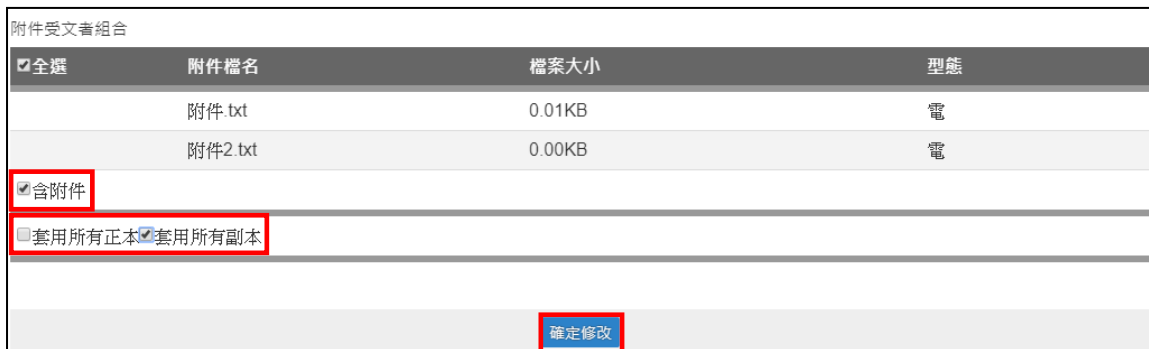 附件受文者組合
全選 附件檔名 檔案大小 型態
附件.txt 0.01KB 電
附件2.txt 0.00KB 電
含附件
套用所有正本 套用所有副本
確定修改